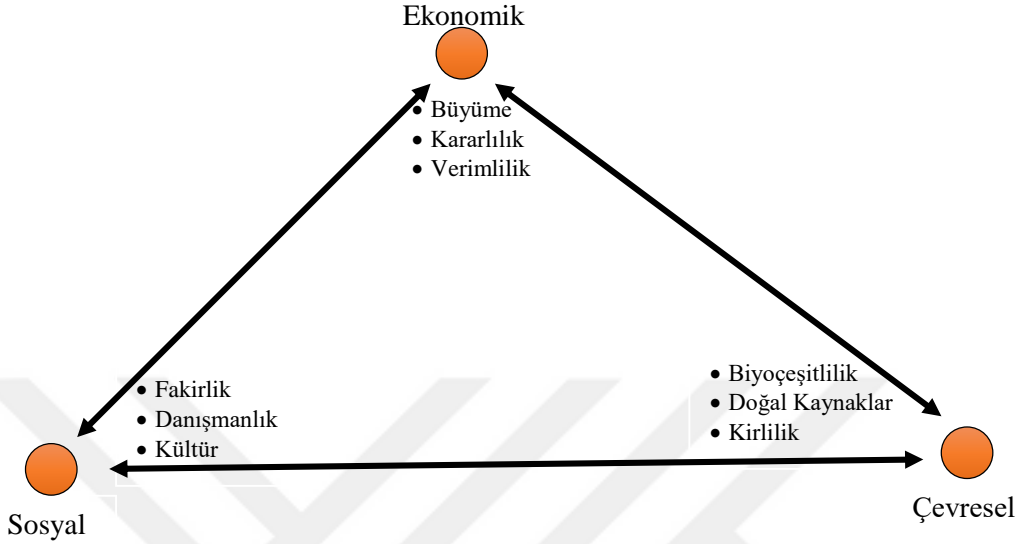 Ekonomik
• Büyüme
• Kararlılık
• Verimlilik
• Fakirlik
• Danışmanlık
• Kültür
Sosyal
• Biyoçeşitlilik
• Doğal Kaynaklar
• Kirlilik
Çevresel